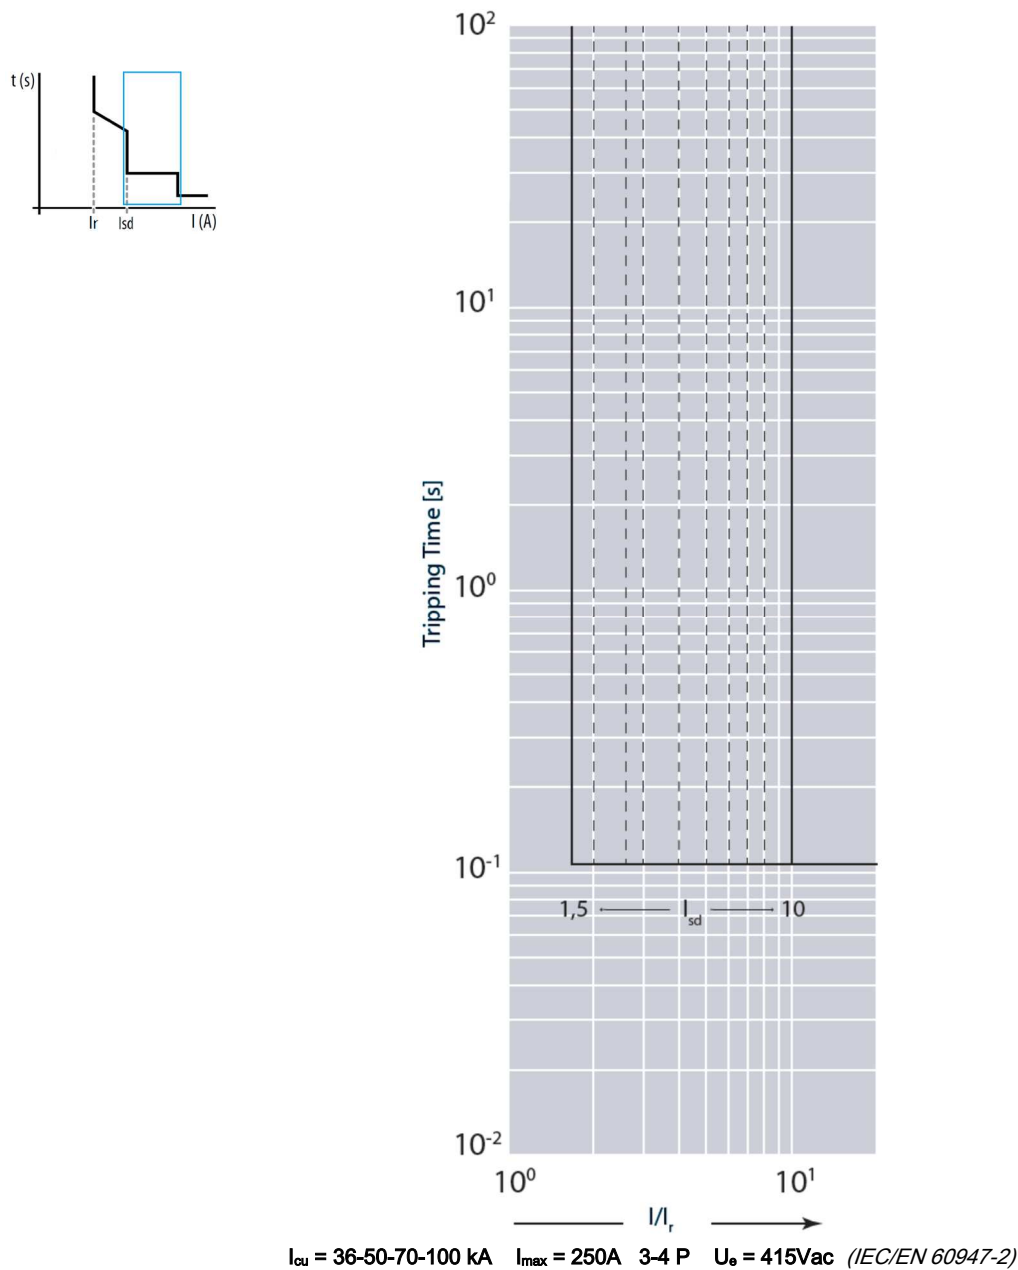 t (s)
Ir Isd I (A)
10²
10¹
10⁰
10⁻¹
10⁻²
Tripping Time [s]
1,5 Isd 10
10⁰ 10¹
I/Ir
Icu = 36-50-70-100 kA Imax = 250A 3-4 P Ue = 415Vac (IEC/EN 60947-2)